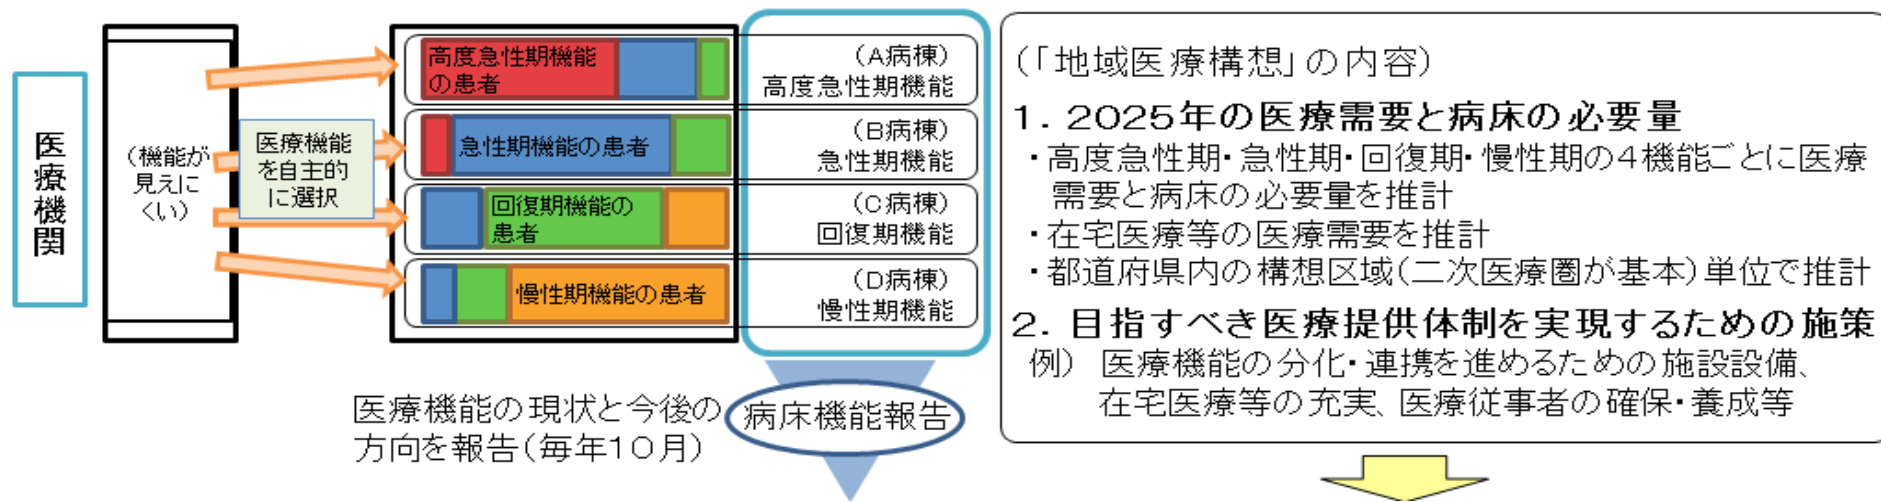 医療機関
(機能が
見えに
くい)
医療機能
を自主的
に選択
高度急性期機能
の患者
急性期機能の患者
回復期機能の
患者
慢性期機能の患者
(A病棟)
高度急性期機能
(B病棟)
急性期機能
(C病棟)
回復期機能
(D病棟)
慢性期機能
医療機能の現状と今後の
方向を報告(毎年10月)
病床機能報告
(「地域医療構想」の内容)
1. 2025年の医療需要と病床の必要量
・高度急性期・急性期・回復期・慢性期の4機能ごとに医療
需要と病床の必要量を推計
・在宅医療等の医療需要を推計
・都道府県内の構想区域(二次医療圏が基本)単位で推計
2. 目指すべき医療提供体制を実現するための施策
例) 医療機能の分化・連携を進めるための施設設備、
在宅医療等の充実、医療従事者の確保・養成等